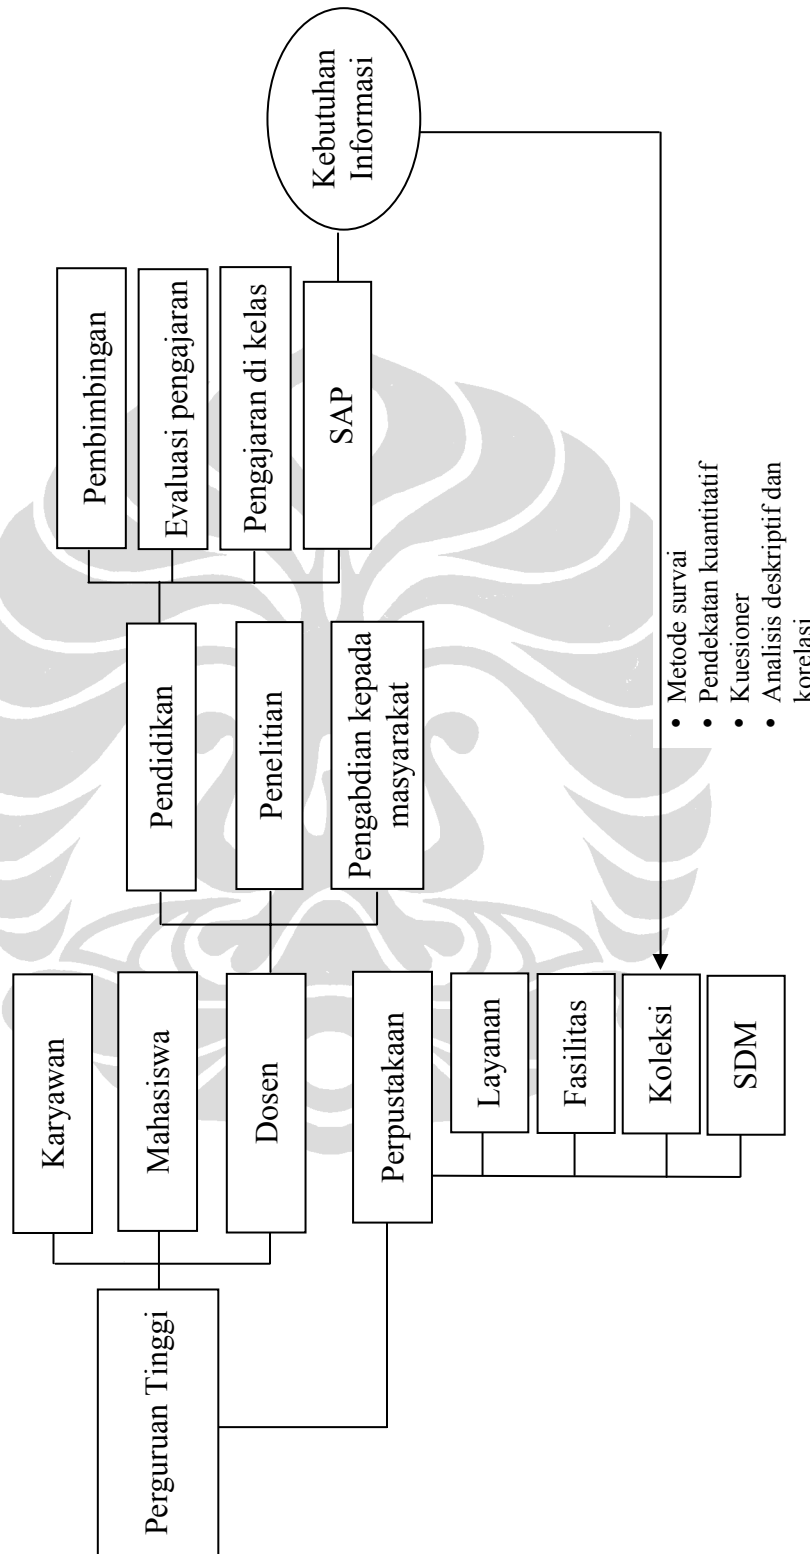 Perguruan Tinggi
Karyawan
Mahasiswa
Dosen
Perpustakaan
Layanan
Fasilitas
Koleksi
SDM
Pendidikan
Penelitian
Pengabdian kepada
masyarakat
Pembimbingan
Evaluasi pengajaran
Pengajaran di kelas
SAP
Kebutuhan
Informasi
• Metode survai
• Pendekatan kuantitatif
• Kuesioner
• Analisis deskriptif dan
korelasi